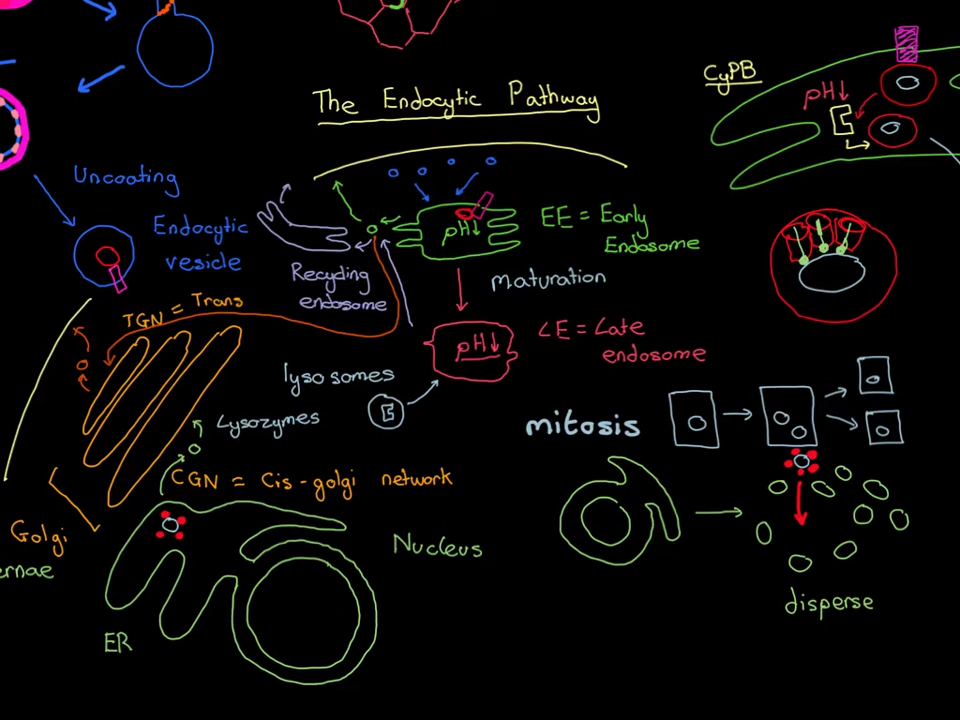 The Endocytic Pathway
CyPB
pH↓
E
Uncoating
Endocytic
vesicle
pH↓
EE = Early
Endosome
Recycling
endosome
maturation
TGN = Trans
pH↓
LE = Late
endosome
lysosomes
E
Lysozymes
mitosis
CGN = Cis-golgi network
Golgi
Nucleus
ER
disperse